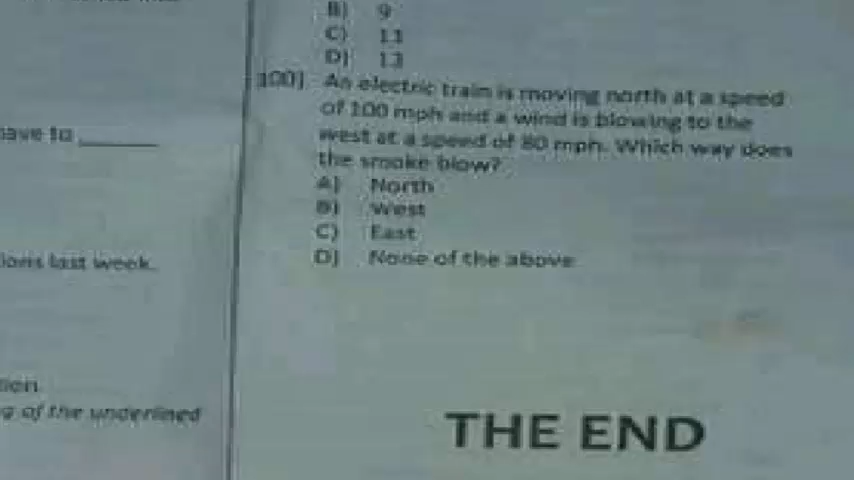 B) 9
C) 11
D) 13
100) An electric train is moving north at a speed
of 100 mph and a wind is blowing to the
west at a speed of 80 mph. Which way does
the smoke blow?
A) North
B) West
C) East
D) None of the above
THE END
have to ______
ions last week.
g of the underlined